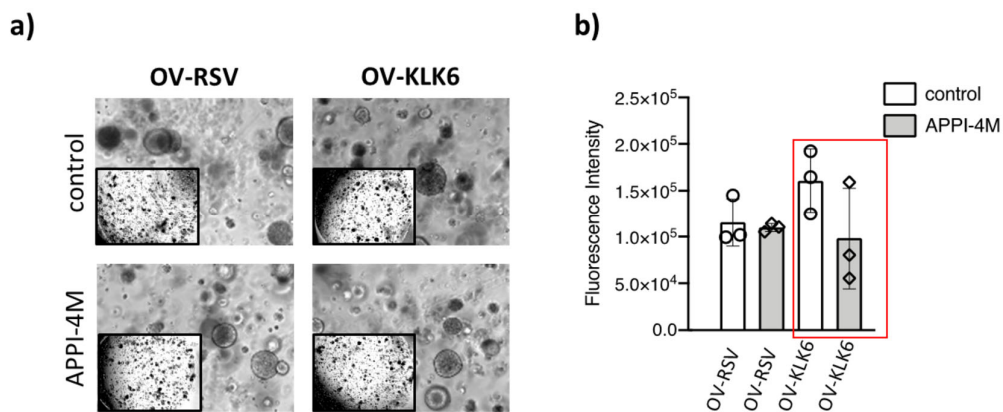 a)
OV-RSV
OV-KLK6
control
APPI-4M
b)
control
APPI-4M
Fluorescence Intensity
2.5×10⁵
2.0×10⁵
1.5×10⁵
1.0×10⁵
5.0×10⁴
0.0
OV-RSV
OV-RSV
OV-KLK6
OV-KLK6